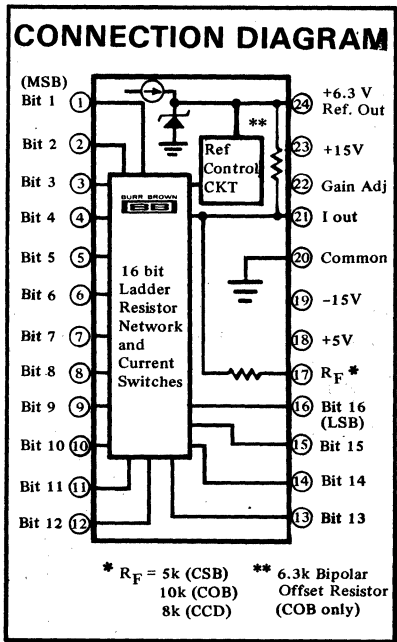 CONNECTION DIAGRAM
(MSB)
Bit 1 1
Bit 2 2
Bit 3 3
Bit 4 4
Bit 5 5
Bit 6 6
Bit 7 7
Bit 8 8
Bit 9 9
Bit 10 10
Bit 11 11
Bit 12 12
BURR BROWN
BB
16 bit
Ladder
Resistor
Network
and
Current
Switches
**
Ref
Control
CKT
24 +6.3 V
Ref. Out
23 +15V
22 Gain Adj
21 I out
20 Common
19 -15V
18 +5V
17 RF *
16 Bit 16
(LSB)
15 Bit 15
14 Bit 14
13 Bit 13
* RF = 5k (CSB)
10k (COB)
8k (CCD)
** 6.3k Bipolar
Offset Resistor
(COB only)